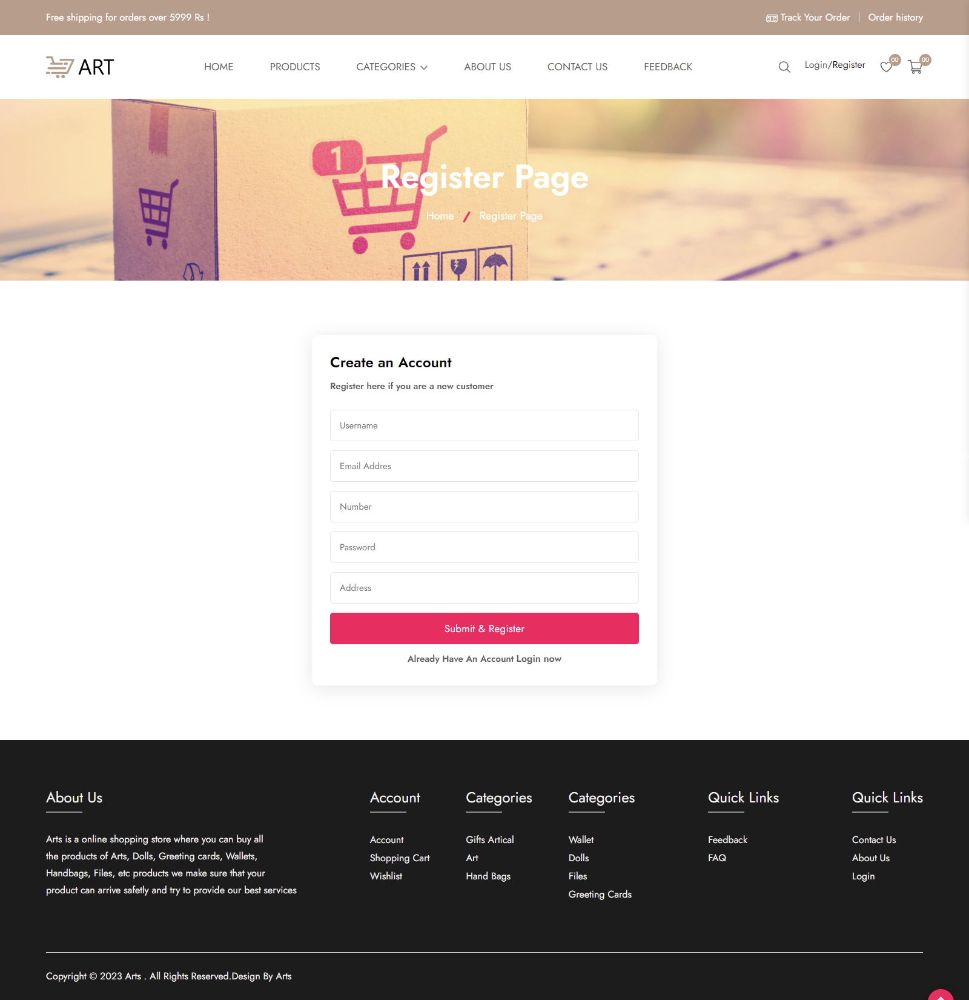 Free shipping for orders over 5999 Rs !
Track Your Order
Order history
ART
HOME
PRODUCTS
CATEGORIES
ABOUT US
CONTACT US
FEEDBACK
Login/Register
00
00
1
Register Page
Home / Register Page
Create an Account
Register here if you are a new customer
Username
Email Addres
Number
Password
Address
Submit & Register
Already Have An Account Login now
About Us
Arts is a online shopping store where you can buy all
the products of Arts, Dolls, Greeting cards, Wallets,
Handbags, Files, etc products we make sure that your
product can arrive safetly and try to provide our best services
Account
Account
Shopping Cart
Wishlist
Categories
Gifts Artical
Art
Hand Bags
Categories
Wallet
Dolls
Files
Greeting Cards
Quick Links
Feedback
FAQ
Quick Links
Contact Us
About Us
Login
Copyright © 2023 Arts . All Rights Reserved.Design By Arts